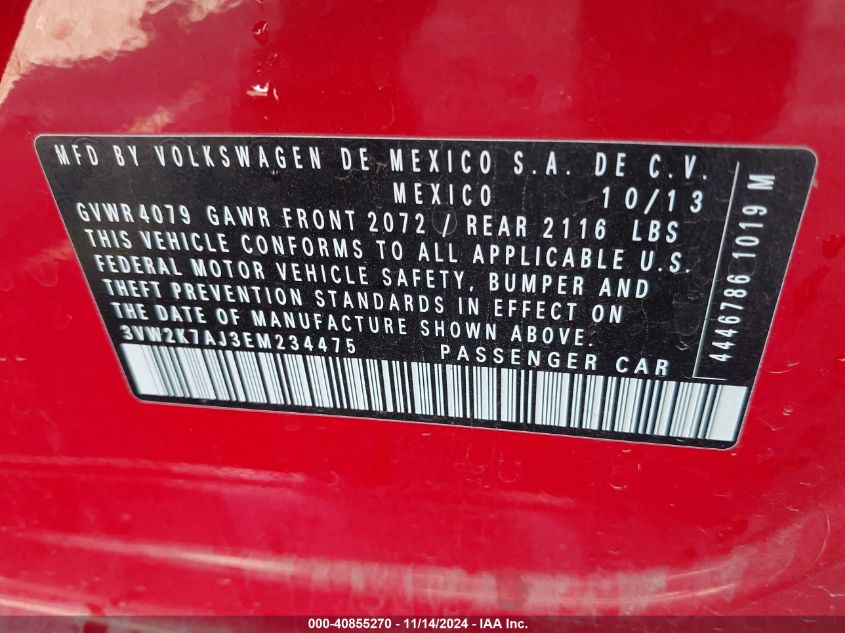 MFD BY VOLKSWAGEN DE MEXICO S.A. DE C.V.
MEXICO 10/13
GVWR 4079 GAWR FRONT 2072 / REAR 2116 LBS
THIS VEHICLE CONFORMS TO ALL APPLICABLE U.S.
FEDERAL MOTOR VEHICLE SAFETY, BUMPER AND
THEFT PREVENTION STANDARDS IN EFFECT ON
THE DATE OF MANUFACTURE SHOWN ABOVE.
3VW2K7AJ3EM234475 PASSENGER CAR
4446786 1019 M
000-40855270 - 11/14/2024 - IAA Inc.